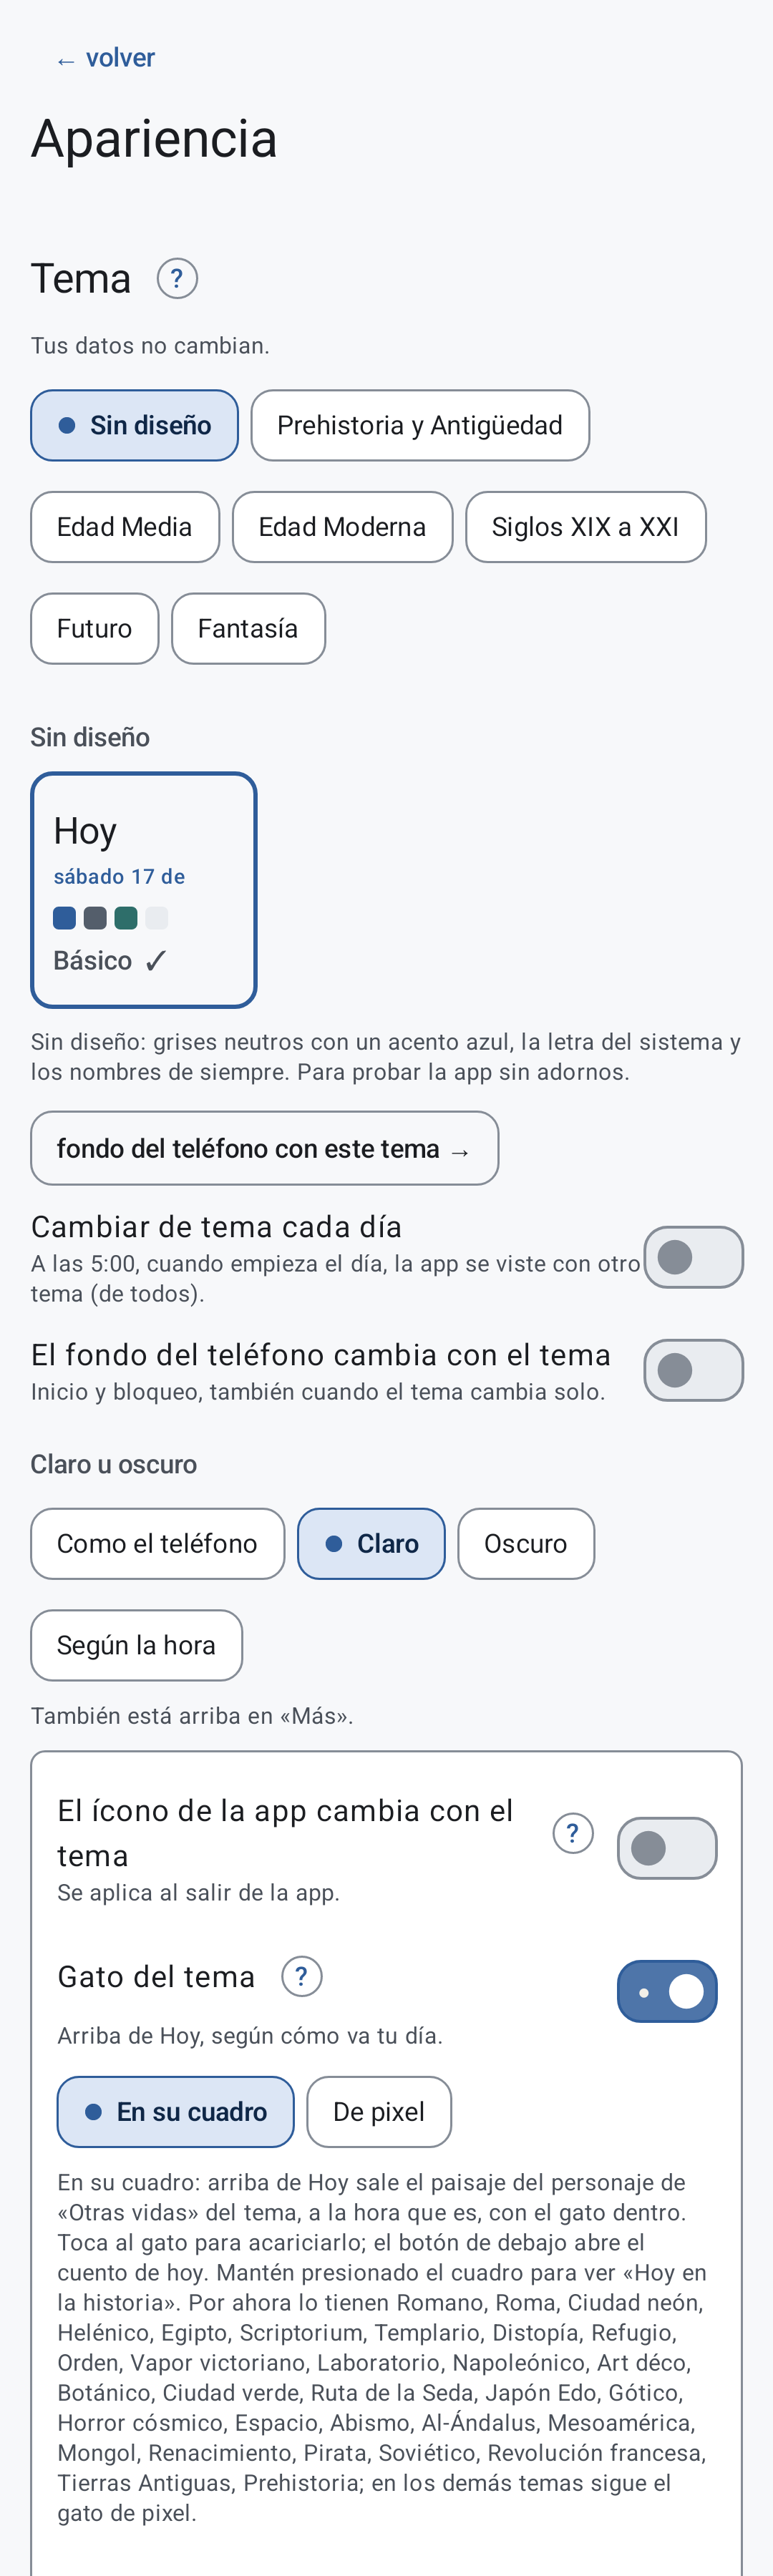 ← volver
Apariencia
Tema ?
Tus datos no cambian.
Sin diseño Prehistoria y Antigüedad
Edad Media Edad Moderna Siglos XIX a XXI
Futuro Fantasía
Sin diseño
Hoy
sábado 17 de
Básico ✓
Sin diseño: grises neutros con un acento azul, la letra del sistema y
los nombres de siempre. Para probar la app sin adornos.
fondo del teléfono con este tema →
Cambiar de tema cada día
A las 5:00, cuando empieza el día, la app se viste con otro
tema (de todos).
El fondo del teléfono cambia con el tema
Inicio y bloqueo, también cuando el tema cambia solo.
Claro u oscuro
Como el teléfono Claro Oscuro
Según la hora
También está arriba en «Más».
El ícono de la app cambia con el
tema ?
Se aplica al salir de la app.
Gato del tema ?
Arriba de Hoy, según cómo va tu día.
En su cuadro De pixel
En su cuadro: arriba de Hoy sale el paisaje del personaje de
«Otras vidas» del tema, a la hora que es, con el gato dentro.
Toca al gato para acariciarlo; el botón de debajo abre el
cuento de hoy. Mantén presionado el cuadro para ver «Hoy en
la historia». Por ahora lo tienen Romano, Roma, Ciudad neón,
Helénico, Egipto, Scriptorium, Templario, Distopía, Refugio,
Orden, Vapor victoriano, Laboratorio, Napoleónico, Art déco,
Botánico, Ciudad verde, Ruta de la Seda, Japón Edo, Gótico,
Horror cósmico, Espacio, Abismo, Al-Ándalus, Mesoamérica,
Mongol, Renacimiento, Pirata, Soviético, Revolución francesa,
Tierras Antiguas, Prehistoria; en los demás temas sigue el
gato de pixel.